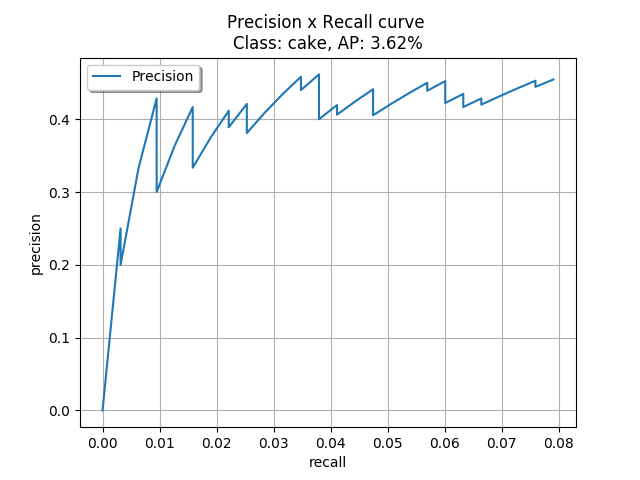 Precision x Recall curve
Class: cake, AP: 3.62%
Precision
0.4
0.3
0.2
0.1
0.0
precision
0.00 0.01 0.02 0.03 0.04 0.05 0.06 0.07 0.08
recall